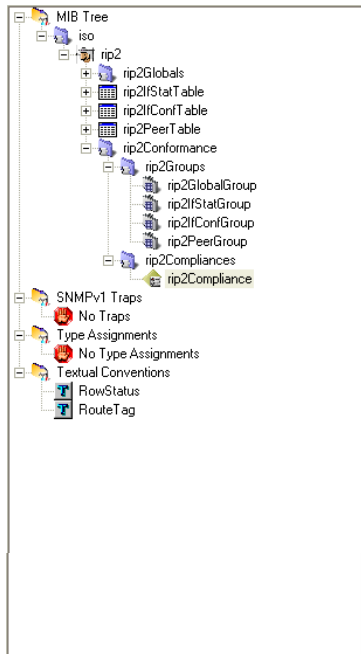 MIB Tree
iso
rip2
rip2Globals
rip2IfStatTable
rip2IfConfTable
rip2PeerTable
rip2Conformance
rip2Groups
rip2GlobalGroup
rip2IfStatGroup
rip2IfConfGroup
rip2PeerGroup
rip2Compliances
rip2Compliance
SNMPv1 Traps
No Traps
Type Assignments
No Type Assignments
Textual Conventions
RowStatus
RouteTag